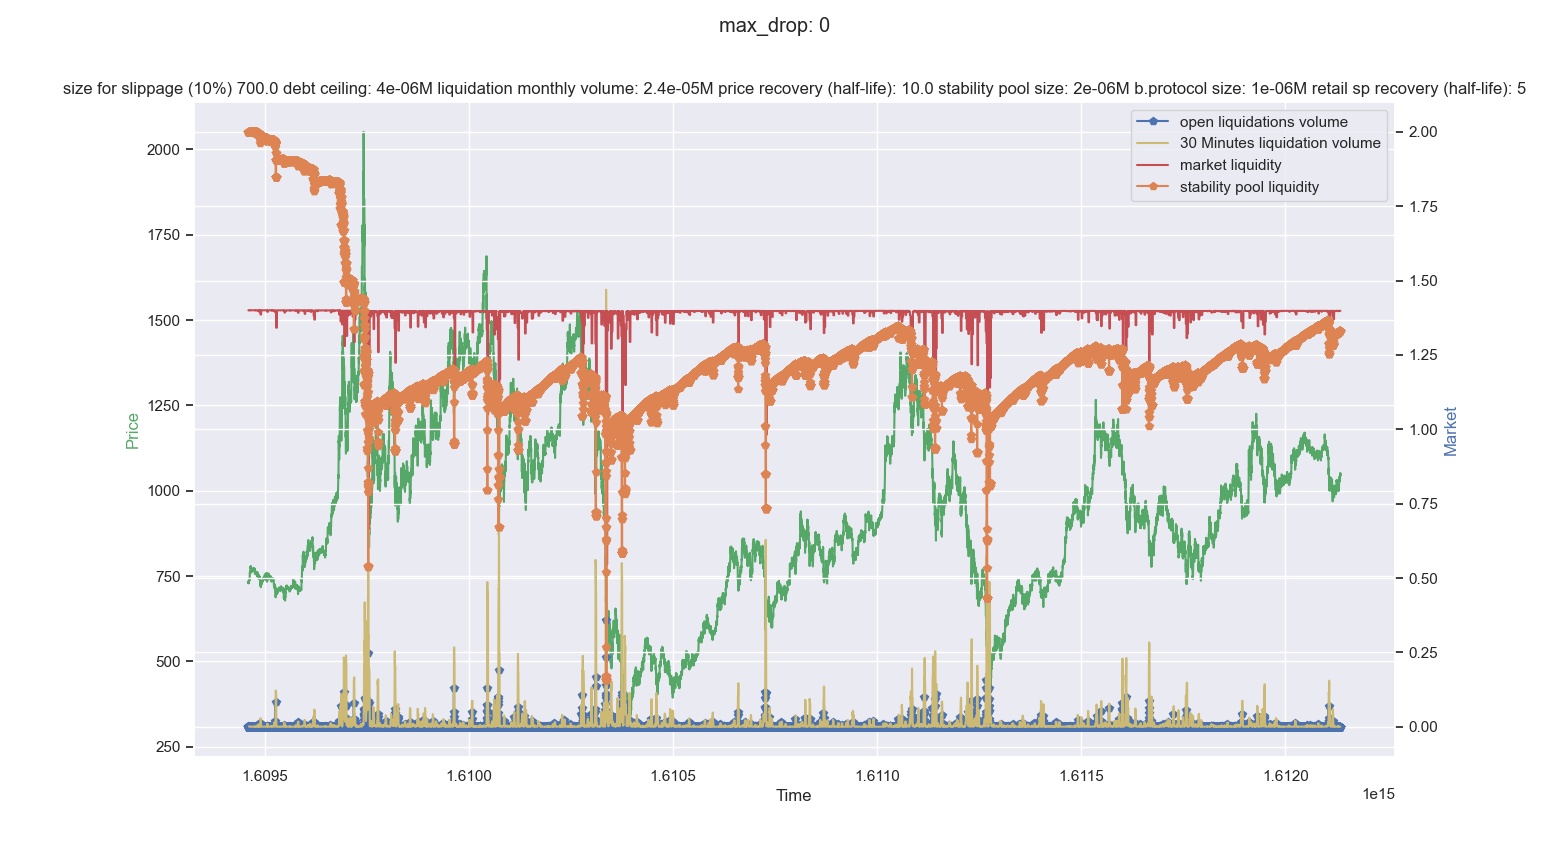 max_drop: 0
size for slippage (10%) 700.0 debt ceiling: 4e-06M liquidation monthly volume: 2.4e-05M price recovery (half-life): 10.0 stability pool size: 2e-06M b.protocol size: 1e-06M retail sp recovery (half-life): 5
open liquidations volume
30 Minutes liquidation volume
market liquidity
stability pool liquidity
2000
1750
1500
1250
1000
750
500
250
Price
2.00
1.75
1.50
1.25
1.00
0.75
0.50
0.25
0.00
Market
1.6095 1.6100 1.6105 1.6110 1.6115 1.6120
Time
1e15